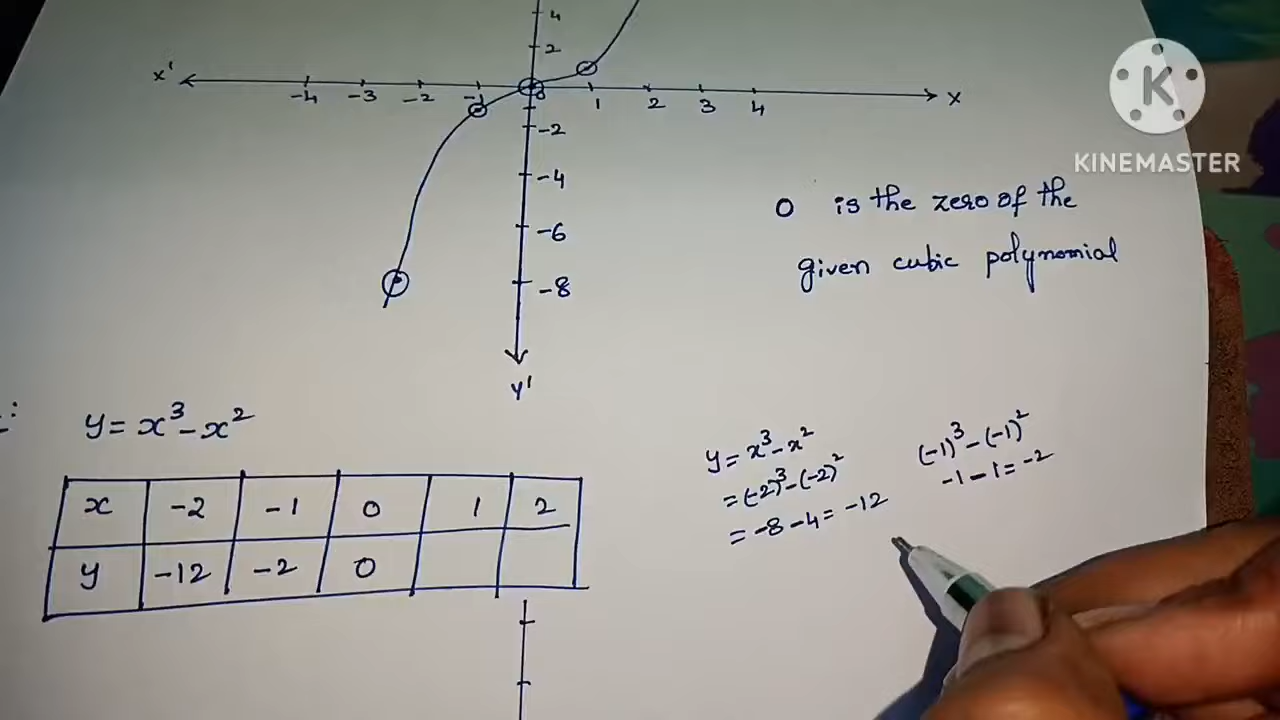 4
2
x' -4 -3 -2 -1 0 1 2 3 4 x
-2
-4
-6
-8
y'
K
KINEMASTER
0 is the zero of the
given cubic polynomial
y = x³-x²
x -2 -1 0 1 2
y -12 -2 0
y = x³-x²
= (-2)³-(-2)²
= -8-4= -12
(-1)³-(-1)²
-1-1=-2